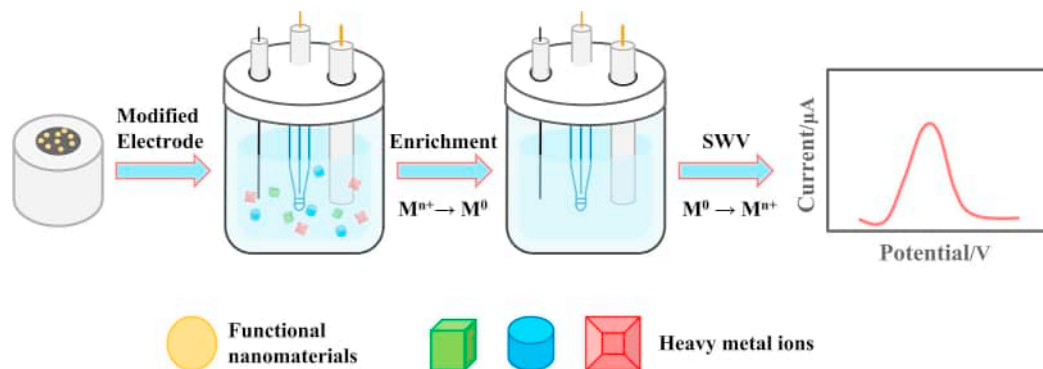 Modified
Electrode
Enrichment
Mⁿ⁺→ M⁰
SWV
M⁰ → Mⁿ⁺
Current/μA
Potential/V
Functional
nanomaterials
Heavy metal ions